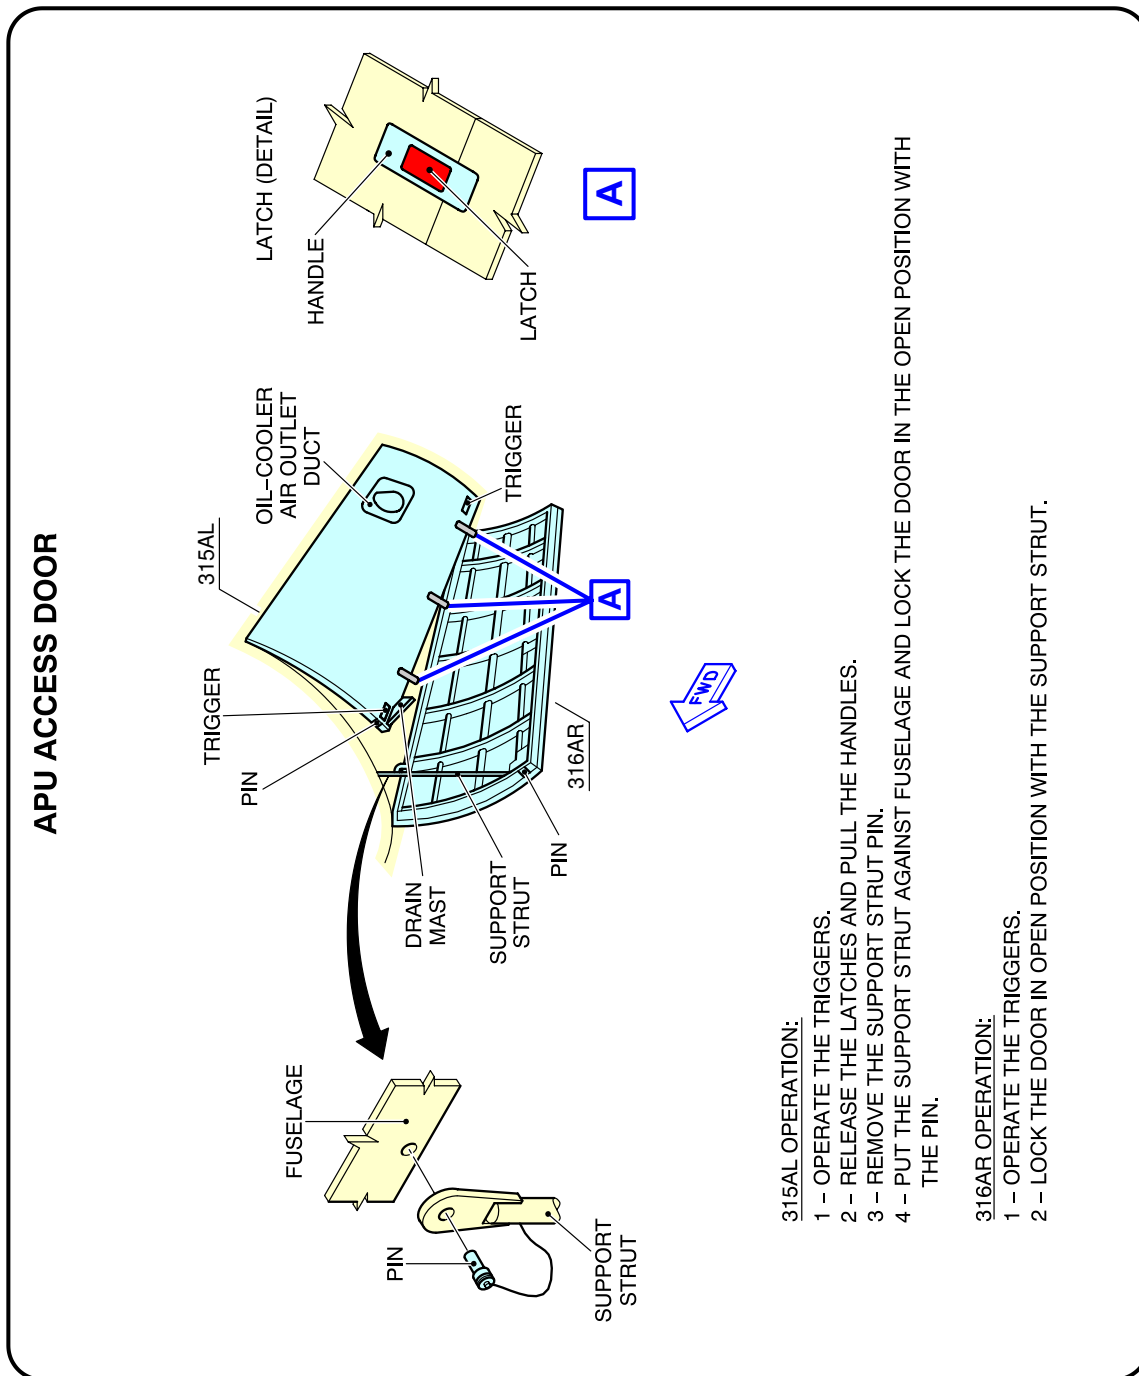 APU ACCESS DOOR
FUSELAGE
PIN
SUPPORT
STRUT
TRIGGER
PIN
315AL
OIL–COOLER
AIR OUTLET
DUCT
TRIGGER
DRAIN
MAST
SUPPORT
STRUT
PIN
316AR
A
FWD
LATCH (DETAIL)
HANDLE
LATCH
A
315AL OPERATION:
1 – OPERATE THE TRIGGERS.
2 – RELEASE THE LATCHES AND PULL THE HANDLES.
3 – REMOVE THE SUPPORT STRUT PIN.
4 – PUT THE SUPPORT STRUT AGAINST FUSELAGE AND LOCK THE DOOR IN THE OPEN POSITION WITH
THE PIN.
316AR OPERATION:
1 – OPERATE THE TRIGGERS.
2 – LOCK THE DOOR IN OPEN POSITION WITH THE SUPPORT STRUT.